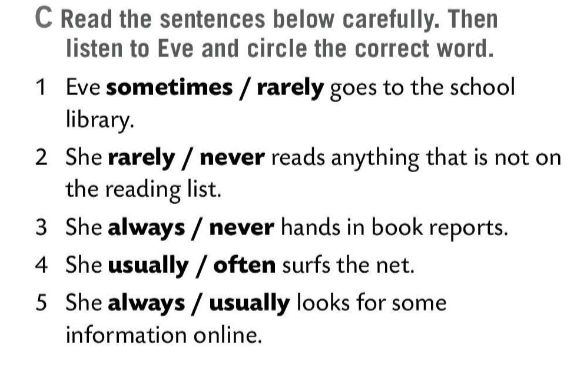 C Read the sentences below carefully. Then
listen to Eve and circle the correct word.
1 Eve sometimes / rarely goes to the school
library.
2 She rarely / never reads anything that is not on
the reading list.
3 She always / never hands in book reports.
4 She usually / often surfs the net.
5 She always / usually looks for some
information online.